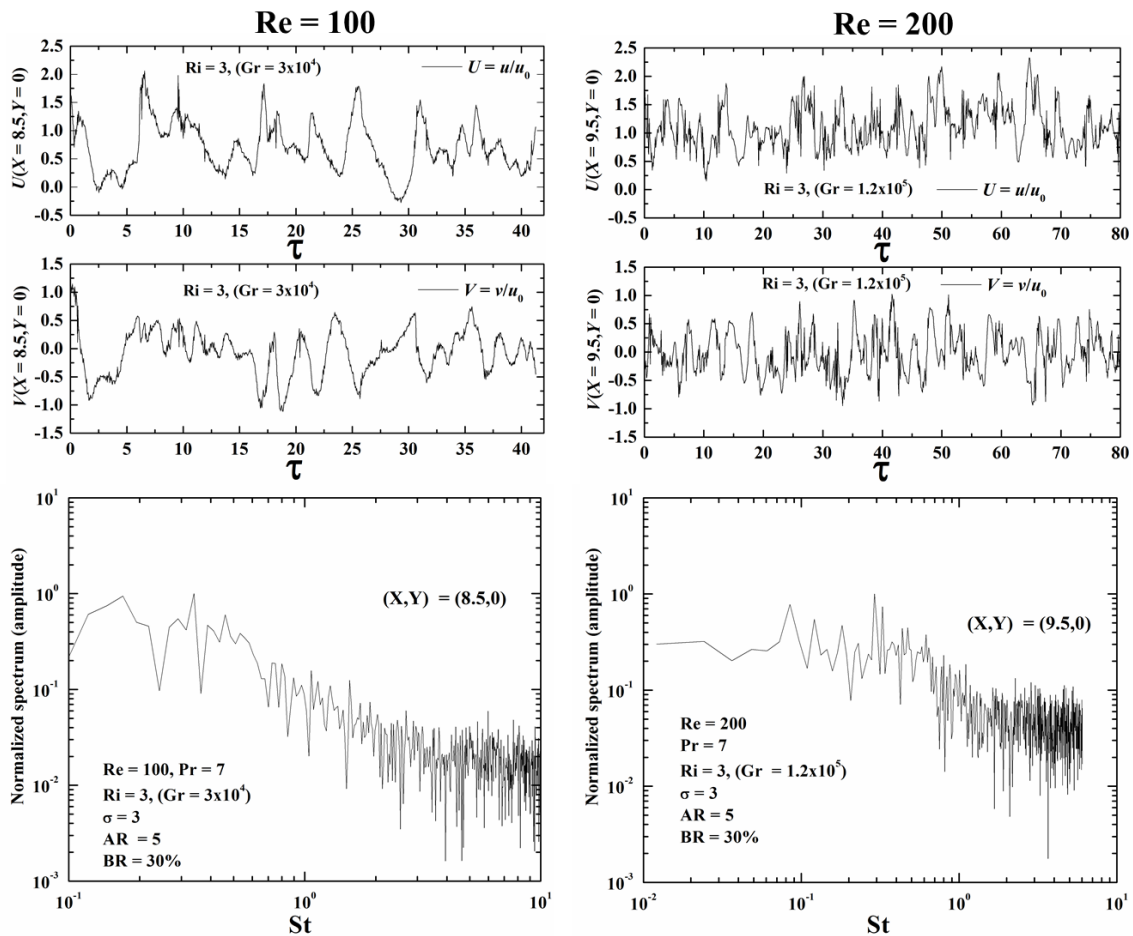 Re = 100
2.5
2.0
1.5
1.0
0.5
0.0
-0.5
U(X = 8.5,Y= 0)
Ri = 3, (Gr = 3x10⁴)
U = u/u₀
0 5 10 15 20 25 30 35 40
τ
1.5
1.0
0.5
0.0
-0.5
-1.0
-1.5
V(X = 8.5,Y= 0)
Ri = 3, (Gr = 3x10⁴)
V = v/u₀
0 5 10 15 20 25 30 35 40
τ
10¹
10⁰
10⁻¹
10⁻²
10⁻³
Normalized spectrum (amplitude)
(X,Y) = (8.5,0)
Re = 100, Pr = 7
Ri = 3, (Gr = 3x10⁴)
σ = 3
AR = 5
BR = 30%
10⁻¹ 10⁰ 10¹
St
Re = 200
2.5
2.0
1.5
1.0
0.5
0.0
-0.5
U(X = 9.5,Y= 0)
Ri = 3, (Gr = 1.2x10⁵)
U = u/u₀
0 10 20 30 40 50 60 70 80
τ
1.5
1.0
0.5
0.0
-0.5
-1.0
-1.5
V(X = 9.5,Y= 0)
Ri = 3, (Gr = 1.2x10⁵)
V = v/u₀
0 10 20 30 40 50 60 70 80
τ
10¹
10⁰
10⁻¹
10⁻²
10⁻³
Normalized spectrum (amplitude)
(X,Y) = (9.5,0)
Re = 200
Pr = 7
Ri = 3, (Gr = 1.2x10⁵)
σ = 3
AR = 5
BR = 30%
10⁻² 10⁻¹ 10⁰ 10¹
St